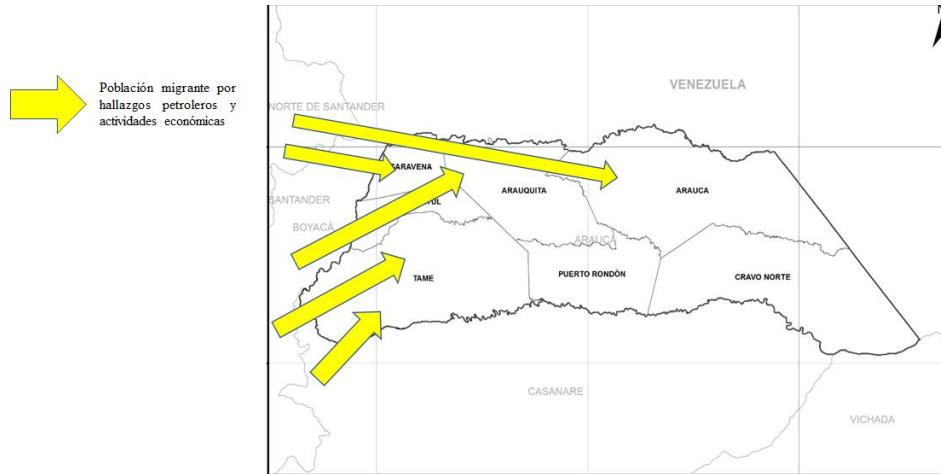 N
Población migrante por
hallazgos petroleros y
actividades económicas
VENEZUELA
NORTE DE SANTANDER
SARAVENA
ARAUQUITA
ARAUCA
SANTANDER
BOYACÁ
ARAUCA
TAME
PUERTO RONDÓN
CRAVO NORTE
CASANARE
VICHADA